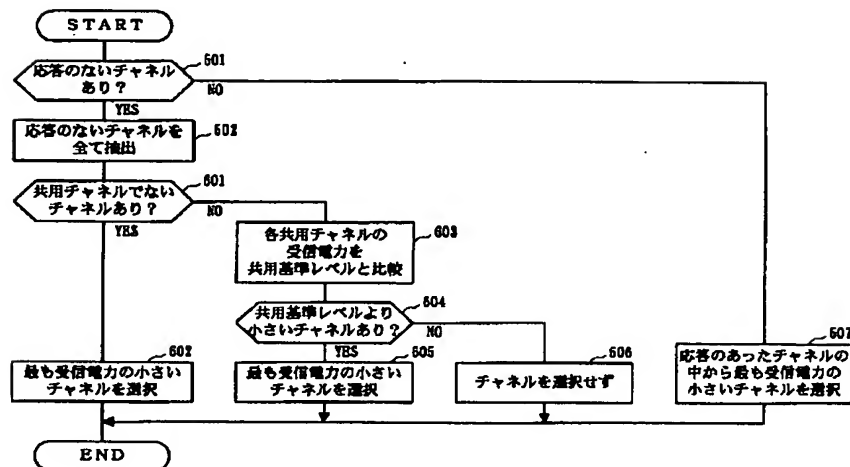 START
応答のないチャネル
あり?
501
NO
YES
応答のないチャネルを
全て抽出
502
共用チャネルでない
チャンネルあり?
601
NO
YES
各共用チャネルの
受信電力を
共用基準レベルと比較
603
共用基準レベルより
小さいチャネルあり?
604
NO
YES
最も受信電力の小さい
チャネルを選択
602
最も受信電力の小さい
チャネルを選択
605
チャネルを選択せず
606
応答のあったチャネルの
中から最も受信電力の
小さいチャネルを選択
607
END